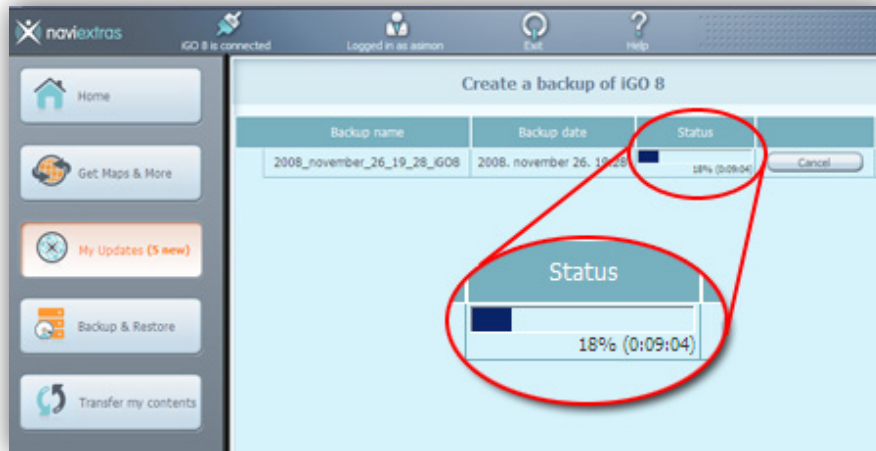 naviextras
iGO 8 is connected
Logged in as asimon
Exit
Help
Home
Get Maps & More
My Updates (5 new)
Backup & Restore
Transfer my contents
Create a backup of iGO 8
Backup name
Backup date
Status
2008_november_26_19_28_iGO8
2008. november 26. 19:28
18% (0:09:04)
Cancel
Status
18% (0:09:04)